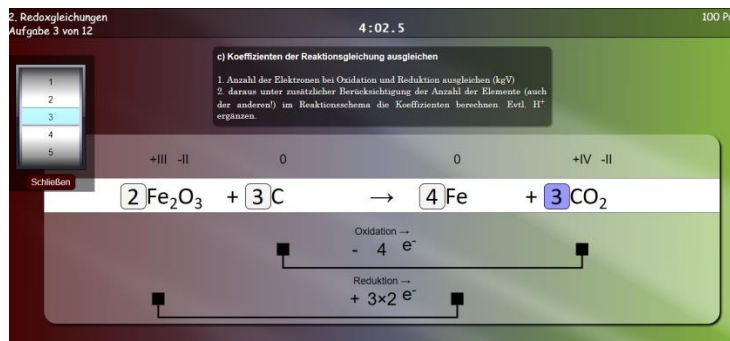 2. Redoxgleichungen
Aufgabe 3 von 12
4:02.5
100
c) Koeffizienten der Reaktionsgleichung ausgleichen
1. Anzahl der Elektronen bei Oxidation und Reduktion ausgleichen (kgV)
2. daraus unter zusätzlicher Berücksichtigung der Anzahl der Elemente (auch
der anderen!) im Reaktionsschema die Koeffizienten berechnen. Evtl. H⁺
ergänzen.
1
2
3
4
5
Schließen
+III -II 0 0 +IV -II
2 Fe₂O₃ + 3 C → 4 Fe + 3 CO₂
Oxidation →
- 4 e⁻
Reduktion →
+ 3×2 e⁻